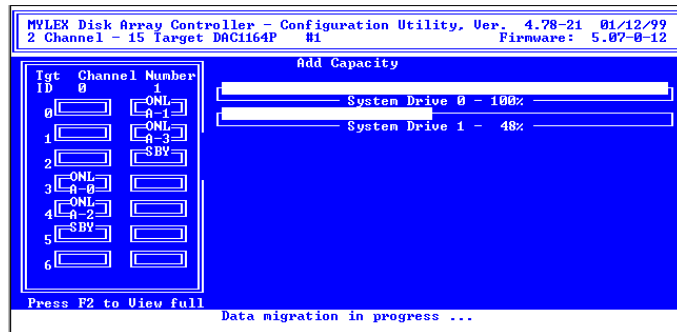 MYLEX Disk Array Controller – Configuration Utility, Ver. 4.78-21 01/12/99
2 Channel – 15 Target DAC1164P #1 Firmware: 5.07-0-12
Add Capacity
Tgt Channel Number
ID 0 1
ONL
0 A-1
ONL
1 A-3
SBY
2
ONL
3 A-0
ONL
4 A-2
SBY
5
6
System Drive 0 – 100%
System Drive 1 – 48%
Press F2 to View full
Data migration in progress ...